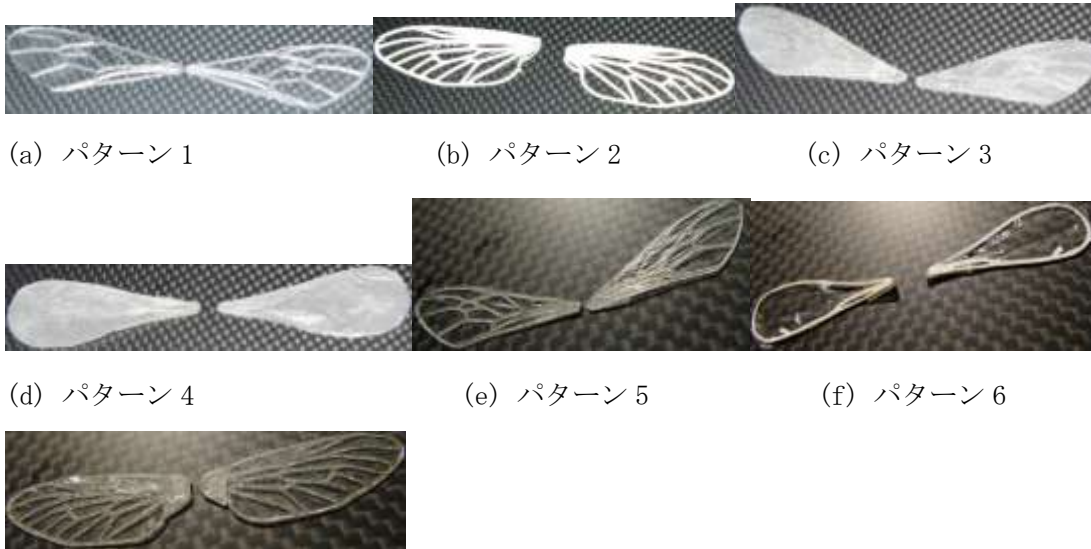 (a) パターン 1
(b) パターン 2
(c) パターン 3
(d) パターン 4
(e) パターン 5
(f) パターン 6